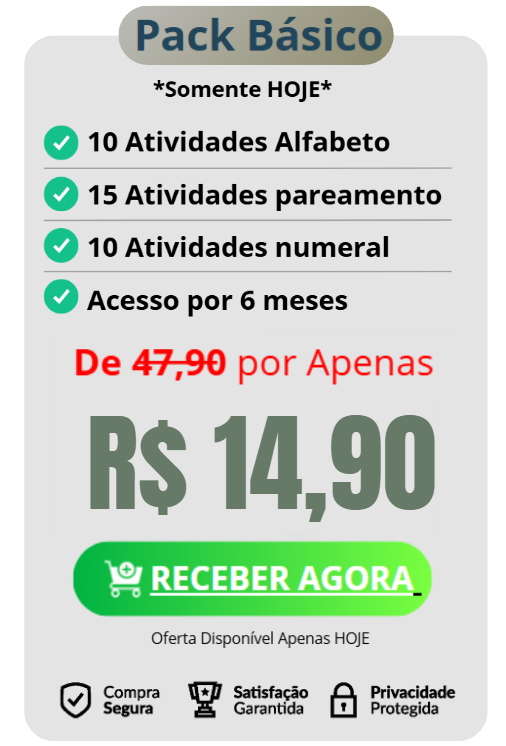 Pack Básico
*Somente HOJE*
10 Atividades Alfabeto
15 Atividades pareamento
10 Atividades numeral
Acesso por 6 meses
De 47,90 por Apenas
R$ 14,90
RECEBER AGORA
Oferta Disponível Apenas HOJE
Compra
Segura
Satisfação
Garantida
Privacidade
Protegida